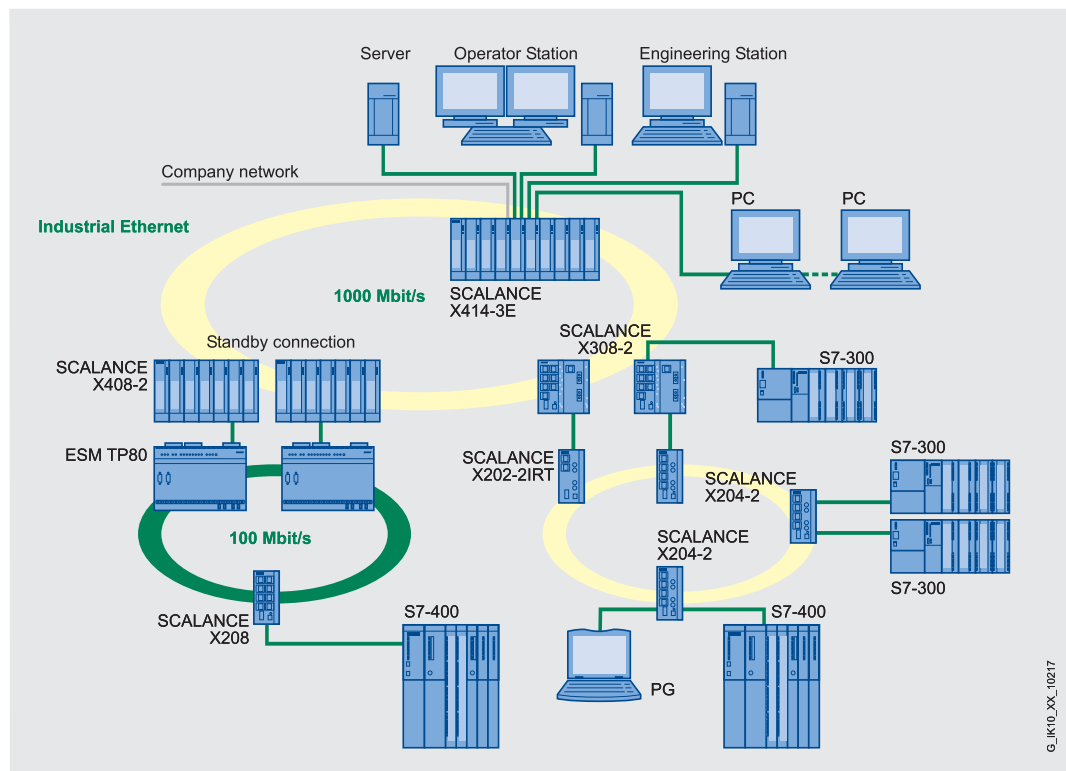 Server
Operator Station
Engineering Station
Company network
PC
PC
Industrial Ethernet
1000 Mbit/s
SCALANCE
X414-3E
Standby connection
SCALANCE
X308-2
SCALANCE
X408-2
S7-300
ESM TP80
SCALANCE
X202-2IRT
SCALANCE
X204-2
S7-300
100 Mbit/s
SCALANCE
X204-2
S7-300
SCALANCE
X208
S7-400
S7-400
PG
G_IK10_XX_10217